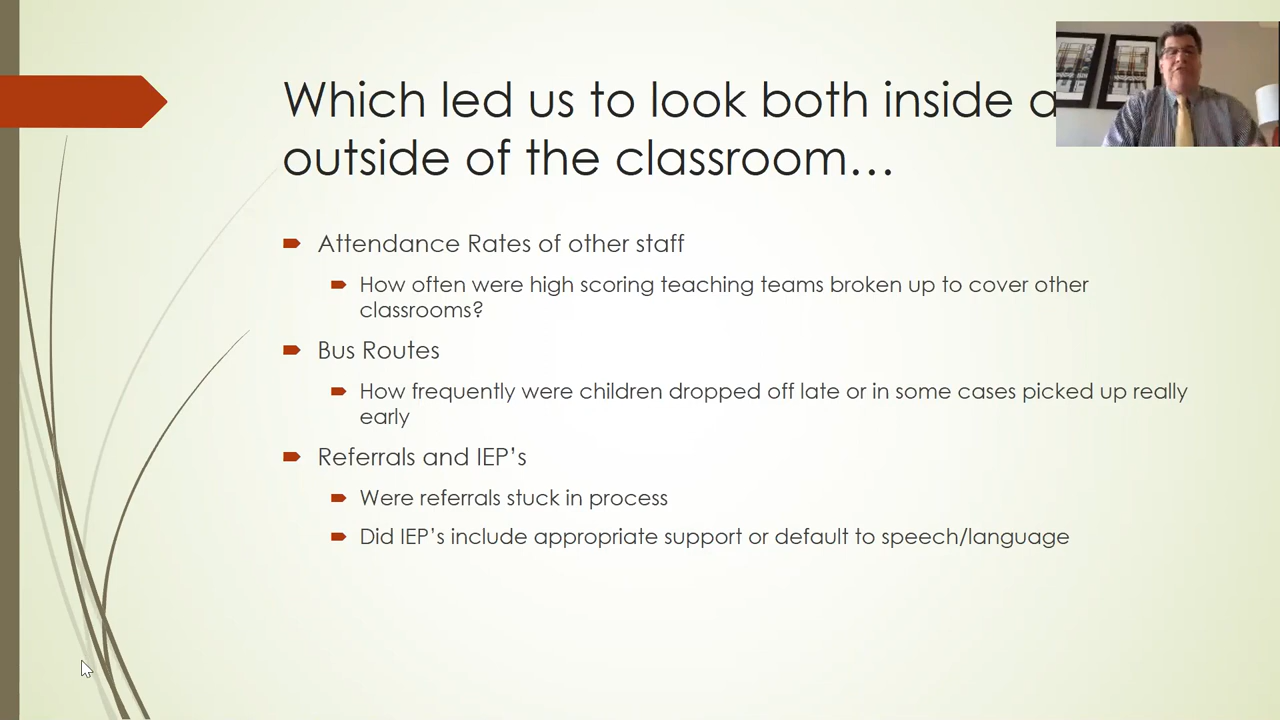 Which led us to look both inside
outside of the classroom…
Attendance Rates of other staff
How often were high scoring teaching teams broken up to cover other
classrooms?
Bus Routes
How frequently were children dropped off late or in some cases picked up really
early
Referrals and IEP’s
Were referrals stuck in process
Did IEP’s include appropriate support or default to speech/language